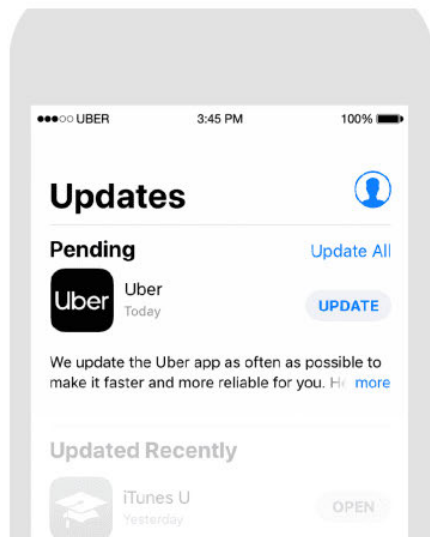 UBER 3:45 PM 100%
Updates
Pending Update All
Uber Uber
Today
UPDATE
We update the Uber app as often as possible to
make it faster and more reliable for you. He more
Updated Recently
iTunes U
Yesterday
OPEN